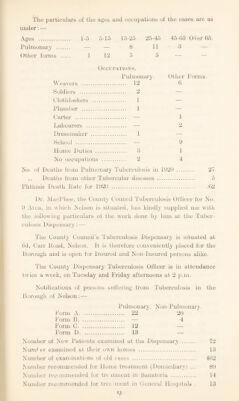 The particulars of the ages and occupations of the cases are as
under:—
Ages ............ 1-5 5-15 15-25 25-45 45-65 Over 65.
Pulmonary ...... — — 8 11 3 —
Other forms ..... 1 12 5 5 — —
Occupations.
Pulmonary. Other Forms.
Weavers ............ 12 6
Soldiers ............ 2 —
Clothlookers ......... 1 —
Plumber ............ 1 —
Carter ............ — 1
Labourers ............ — 2
Dressmaker ............ 1 —
School ............ — 9
Home Duties ............ 3 1
No occupations ......... 2 4
No. of Deaths from Pulmonary Tuberculosis in 1920 ......... 27
„ Deaths from other Tubercular diseases ............ 5
Phthisis Death Rate for 1920 ............ .62
Dr. MacPhee, the County Council Tuberculosis Officer for No.
9 Area, in which Nelson is situated, has kindly supplied me with
the following particulars of the work done by him at the Tuber-
culosis Dispensary:—
The County Council's Tuberculosis Dispensary is situated at
61, Carr Road, Nelson. It is therefore conveniently placed for the
Borough and is open for Insured and Non-Insured persons alike.
The County Dispensary Tuberculosis Officer is in attendance
twice a week, on Tuesday and Friday afternoons at 2 p.m.
Notifications of persons suffering from Tuberculosis in the
Borough of Nelson:—
Pulmonary. Non-Pulmonary.
Form A. ............ 22 20
Form B. ............ — 4
Form C. ............ 12 —
Form D. ............ 13 —
Number of New Patients examined at the Dispensary ...... 72
Number examined at their own homes ............ 13
Number of examinations of old cases ............ 402
Number recommended for Home treatment (Domiciliary) ... 89
Number recommended for treatment in Sanatoria ......... 14
Number recommended for treatment in General Hospitals . 13